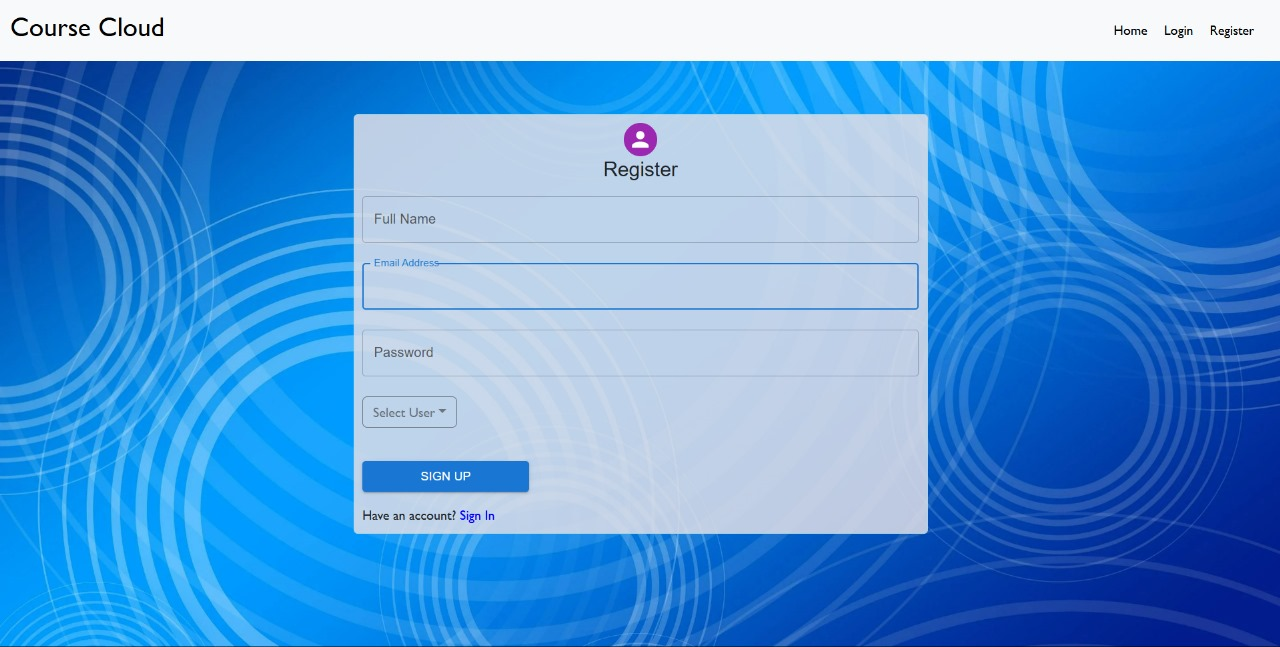 Course Cloud
Home Login Register
Register
Full Name
Email Address
Password
Select User
SIGN UP
Have an account? Sign In